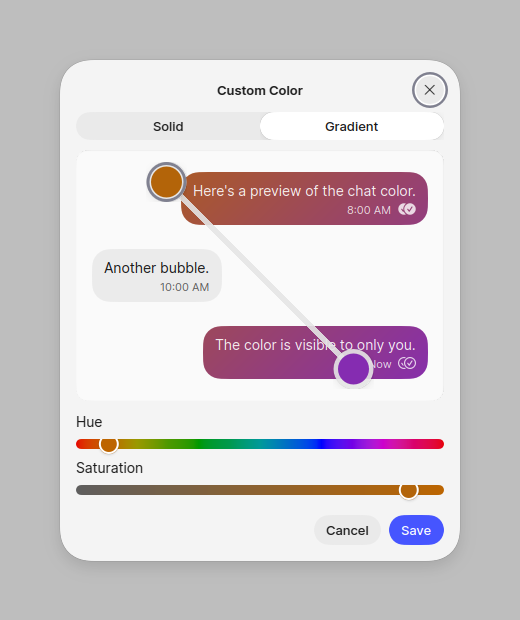 Custom Color
Solid
Gradient
Here's a preview of the chat color.
8:00 AM
Another bubble.
10:00 AM
The color is visible to only you.
Now
Hue
Saturation
Cancel
Save